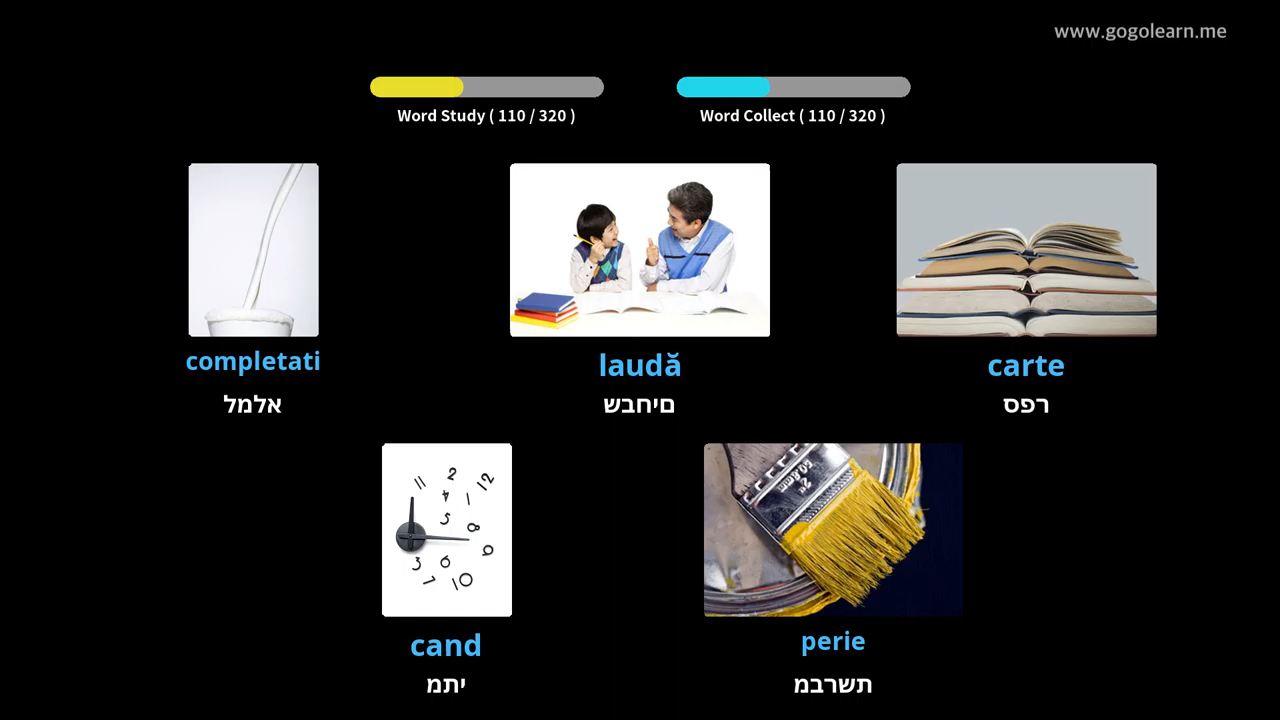 www.gogolearn.me
Word Study ( 110 / 320 )
Word Collect ( 110 / 320 )
completati
אלמל
laudă
םיחבש
carte
רפס
cand
יתמ
perie
תשרבמ